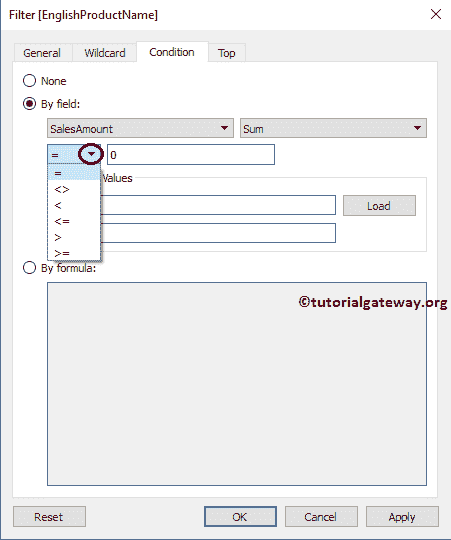 Filter [EnglishProductName]
General Wildcard Condition Top
None
By field:
SalesAmount Sum
= 0
=
<>
<
<=
>
>=
Values
Load
By formula:
©tutorialgateway.org
Reset OK Cancel Apply